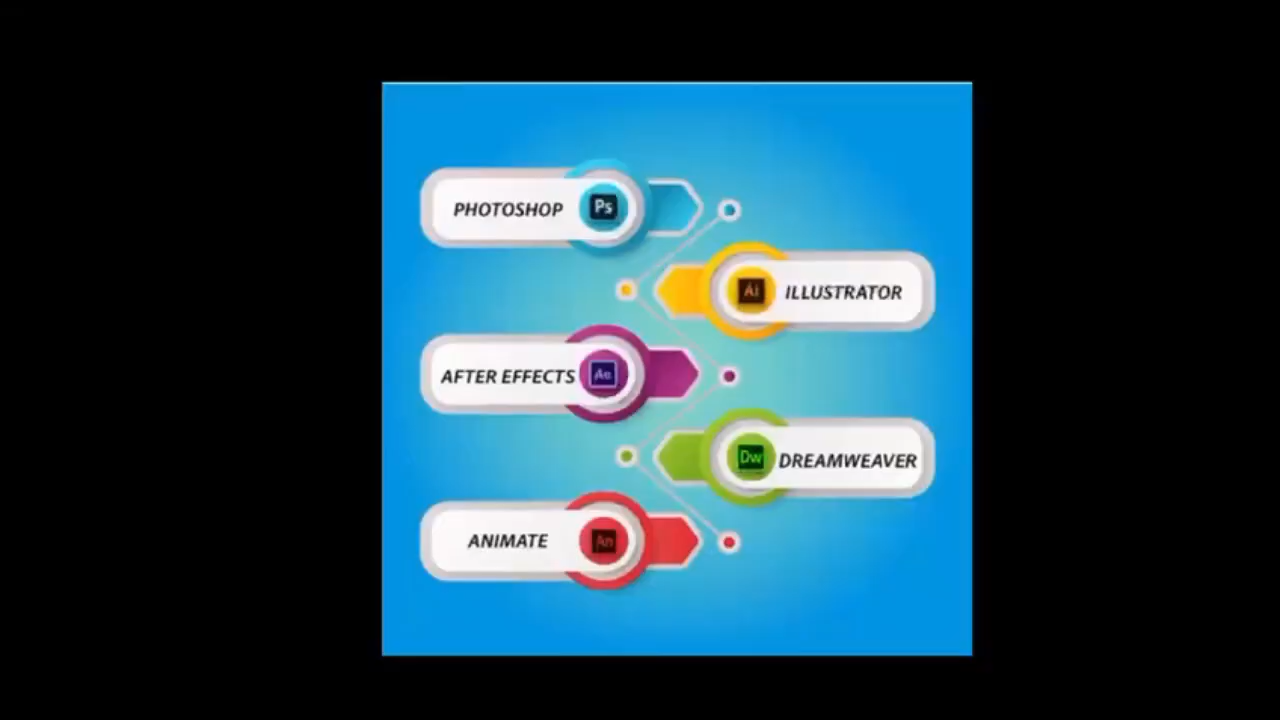 PHOTOSHOP Ps
Ai ILLUSTRATOR
AFTER EFFECTS Ae
Dw DREAMWEAVER
ANIMATE An